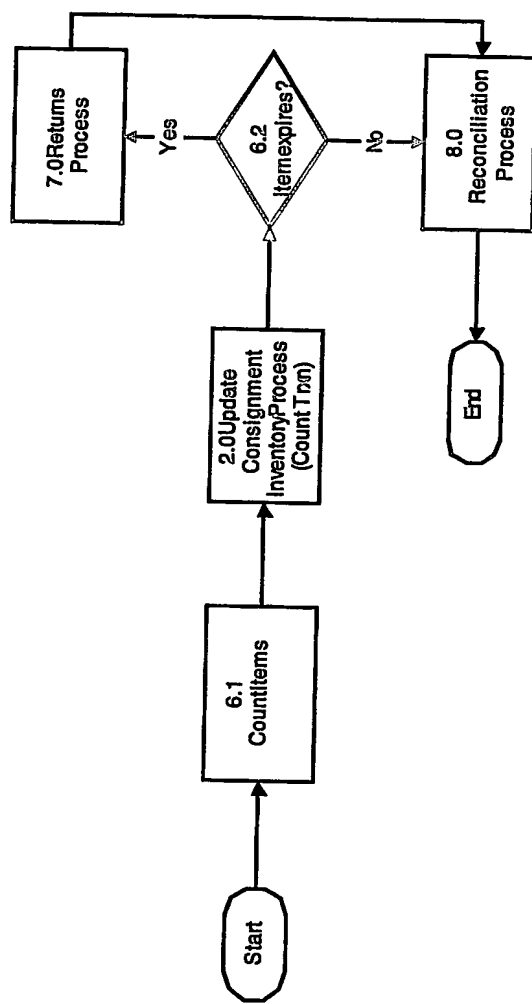 Start
6.1
CountItems
2.0Update
Consignment
InventoryProcess
(Count Trxn)
6.2
Itemexpires?
Yes
No
7.0Returns
Process
8.0
Reconciliation
Process
End